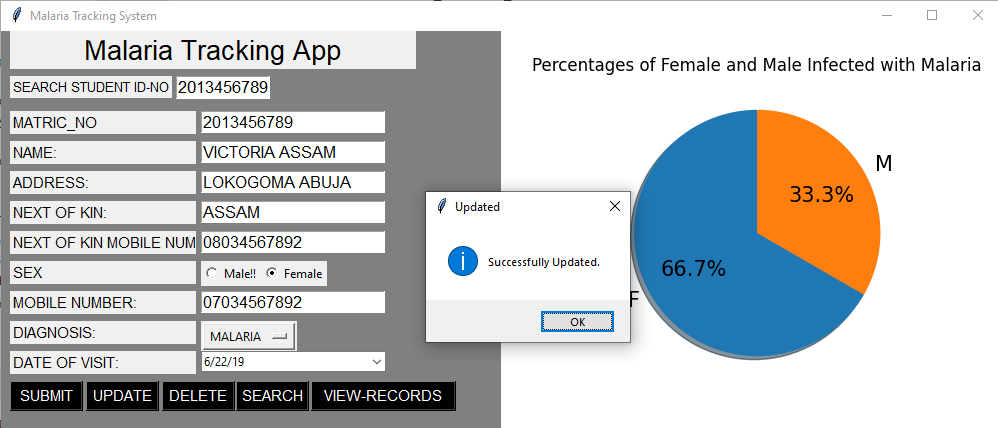 Malaria Tracking System
Malaria Tracking App
SEARCH STUDENT ID-NO 2013456789
MATRIC_NO 2013456789
NAME: VICTORIA ASSAM
ADDRESS: LOKOGOMA ABUJA
NEXT OF KIN: ASSAM
NEXT OF KIN MOBILE NUM 08034567892
SEX Male!! Female
MOBILE NUMBER: 07034567892
DIAGNOSIS: MALARIA
DATE OF VISIT: 6/22/19
SUBMIT UPDATE DELETE SEARCH VIEW-RECORDS
Updated
Successfully Updated.
OK
Percentages of Female and Male Infected with Malaria
M
33.3%
66.7%
F